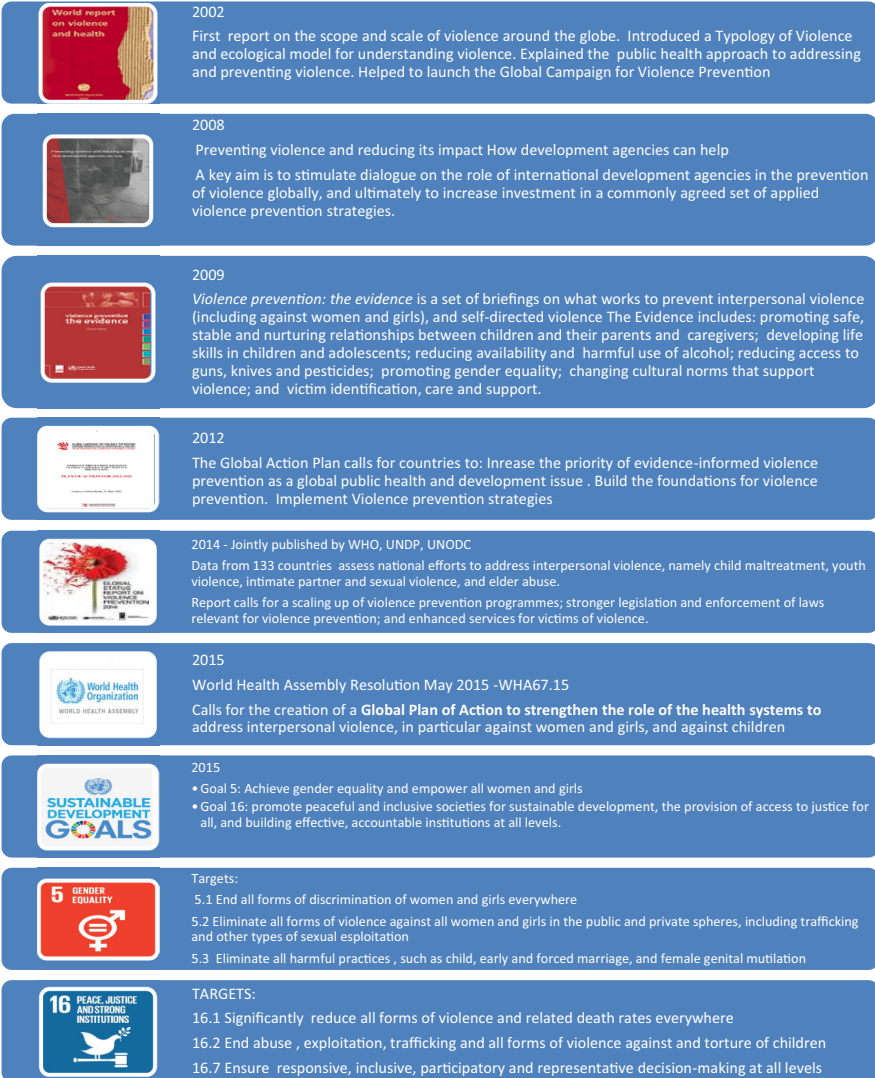 World report
on violence
and health
2002
First report on the scope and scale of violence around the globe. Introduced a Typology of Violence
and ecological model for understanding violence. Explained the public health approach to addressing
and preventing violence. Helped to launch the Global Campaign for Violence Prevention
2008
Preventing violence and reducing its impact How development agencies can help
A key aim is to stimulate dialogue on the role of international development agencies in the prevention
of violence globally, and ultimately to increase investment in a commonly agreed set of applied
violence prevention strategies.
violence prevention
the evidence
2009
Violence prevention: the evidence is a set of briefings on what works to prevent interpersonal violence
(including against women and girls), and self-directed violence The Evidence includes: promoting safe,
stable and nurturing relationships between children and their parents and caregivers; developing life
skills in children and adolescents; reducing availability and harmful use of alcohol; reducing access to
guns, knives and pesticides; promoting gender equality; changing cultural norms that support
violence; and victim identification, care and support.
2012
The Global Action Plan calls for countries to: Inrease the priority of evidence-informed violence
prevention as a global public health and development issue . Build the foundations for violence
prevention. Implement Violence prevention strategies
GLOBAL
STATUS
REPORT ON
VIOLENCE
PREVENTION
2014
2014 - Jointly published by WHO, UNDP, UNODC
Data from 133 countries assess national efforts to address interpersonal violence, namely child maltreatment, youth
violence, intimate partner and sexual violence, and elder abuse.
Report calls for a scaling up of violence prevention programmes; stronger legislation and enforcement of laws
relevant for violence prevention; and enhanced services for victims of violence.
World Health
Organization
WORLD HEALTH ASSEMBLY
2015
World Health Assembly Resolution May 2015 -WHA67.15
Calls for the creation of a Global Plan of Action to strengthen the role of the health systems to
address interpersonal violence, in particular against women and girls, and against children
SUSTAINABLE
DEVELOPMENT
GOALS
2015
• Goal 5: Achieve gender equality and empower all women and girls
• Goal 16: promote peaceful and inclusive societies for sustainable development, the provision of access to justice for
all, and building effective, accountable institutions at all levels.
5 GENDER
EQUALITY
Targets:
5.1 End all forms of discrimination of women and girls everywhere
5.2 Eliminate all forms of violence against all women and girls in the public and private spheres, including trafficking
and other types of sexual esploitation
5.3 Eliminate all harmful practices , such as child, early and forced marriage, and female genital mutilation
16 PEACE, JUSTICE
AND STRONG
INSTITUTIONS
TARGETS:
16.1 Significantly reduce all forms of violence and related death rates everywhere
16.2 End abuse , exploitation, trafficking and all forms of violence against and torture of children
16.7 Ensure responsive, inclusive, participatory and representative decision-making at all levels